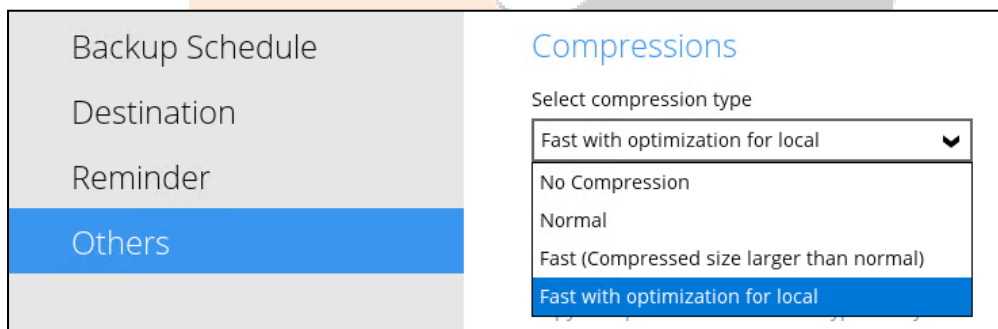 Backup Schedule
Destination
Reminder
Others
Compressions
Select compression type
Fast with optimization for local
No Compression
Normal
Fast (Compressed size larger than normal)
Fast with optimization for local